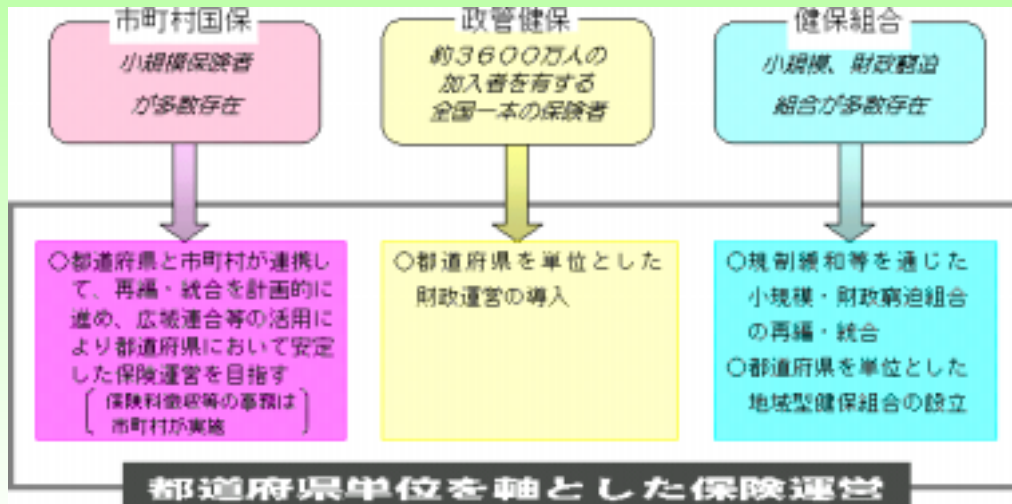 市町村国保
小規模保険者
が多数存在
政管健保
約3600万人の
加入者を有する
全国一本の保険者
健保組合
小規模、財政窮迫
組合が多数存在
○都道府県と市町村が連携し
て、再編・統合を計画的に
進め、広域連合等の活用に
より都道府県において安定
した保険運営を目指す
保険料徴収等の事務は
市町村が実施
○都道府県を単位とした
財政運営の導入
○規制緩和等を通じた
小規模・財政窮迫組合
の再編・統合
○都道府県を単位とした
地域型健保組合の設立
都道府県単位を軸とした保険運営